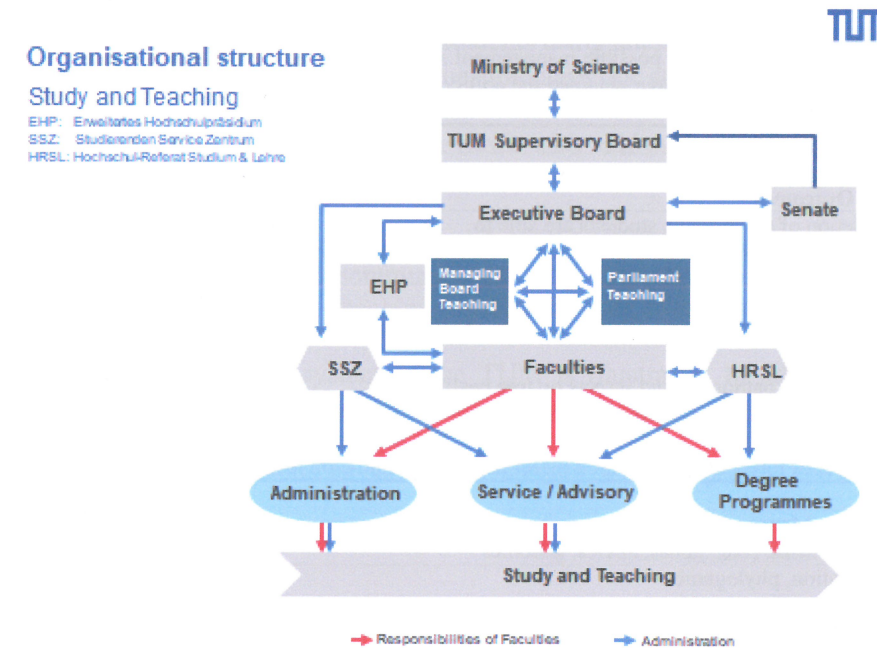 TUT
Organisational structure
Study and Teaching
EHP: Erweitertes Hochschulpräsidium
SSZ: Studierenden Service Zentrum
HRSL: Hochschul-Referat Studium & Lehre
Ministry of Science
TUM Supervisory Board
Executive Board
Senate
EHP
Managing
Board
Teaching
Parliament
Teaching
SSZ
Faculties
HRSL
Administration
Service / Advisory
Degree
Programmes
Study and Teaching
Responsibilities of Faculties
Administration